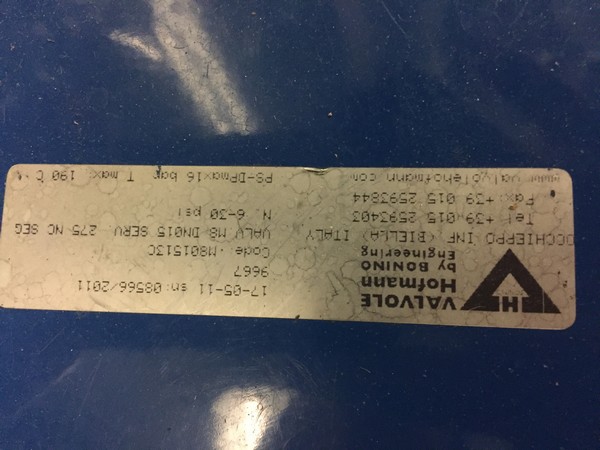 VALVOLE
Hofmann
by BONINO
Engineering
H
OCCHIEPPO INF (BIELLA) ITALY
Tel +39 015 2593403
Fax: +39 015 2593844
www.valvolehofmann.com
17-05-11 sn: 08566/2011
9667
Code: M801513C
VALV M8 DN015 SERV. 275 NC SEG
N. 6-30 psi
PS-DPmax16 bar T max 190°C